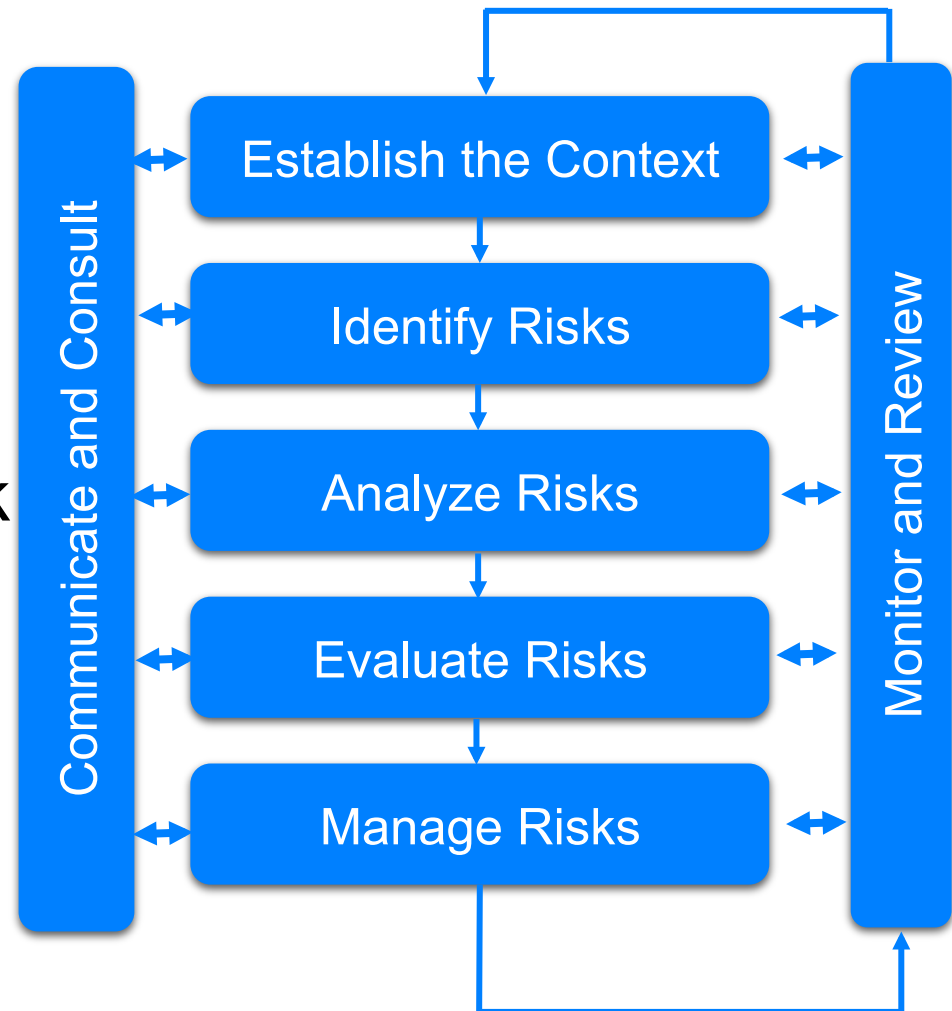 Communicate and Consult
Establish the Context
Identify Risks
Analyze Risks
Evaluate Risks
Manage Risks
Monitor and Review